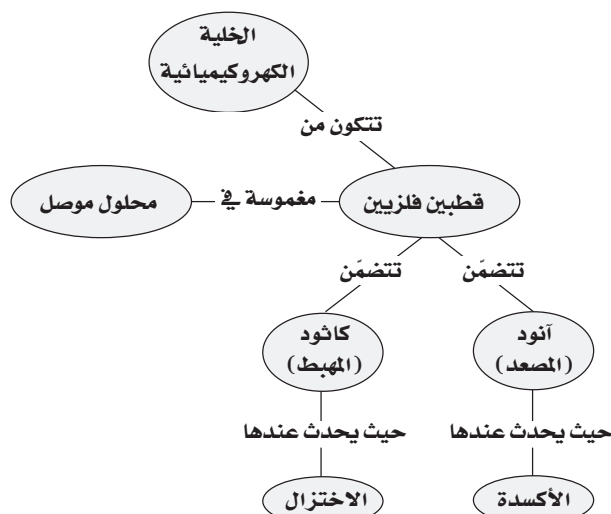 الخلية
الكهروكيميائية
تتكون من
قطبين فلزيين
مغموسة في
محلول موصل
تتضمّن
تتضمّن
آنود
(المصعد)
كاثود
(المهبط)
حيث يحدث عندها
حيث يحدث عندها
الأكسدة
الاختزال